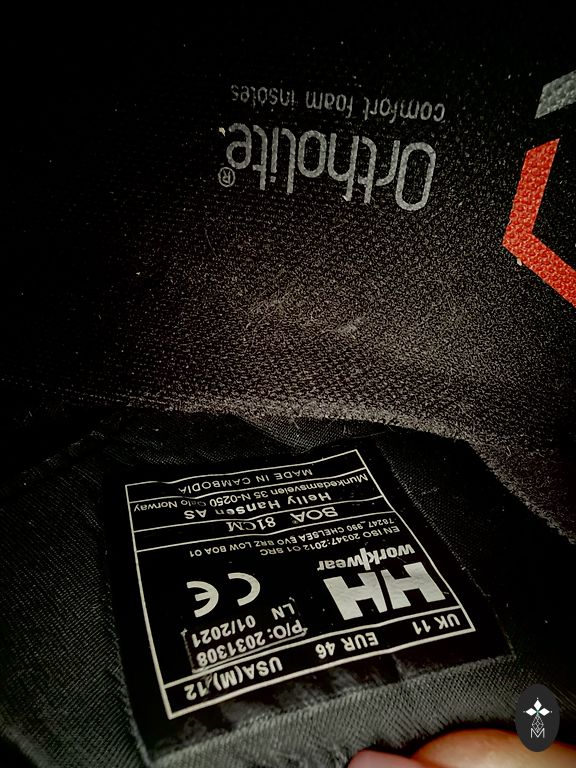 Ortholite®
comfort foam insoles
UK 11 EUR 46 USA(M) 12
HH
workwear
P/O: 2031308
LN 01/2021
CE
EN ISO 20347:2012 O1 SRC
78247_990 CHELSEA EVO BRZ LOW BOA O1
BOA 81CM
Helly Hansen AS
Munkedamsveien 35 N-0250 Oslo Norway
MADE IN CAMBODIA
M